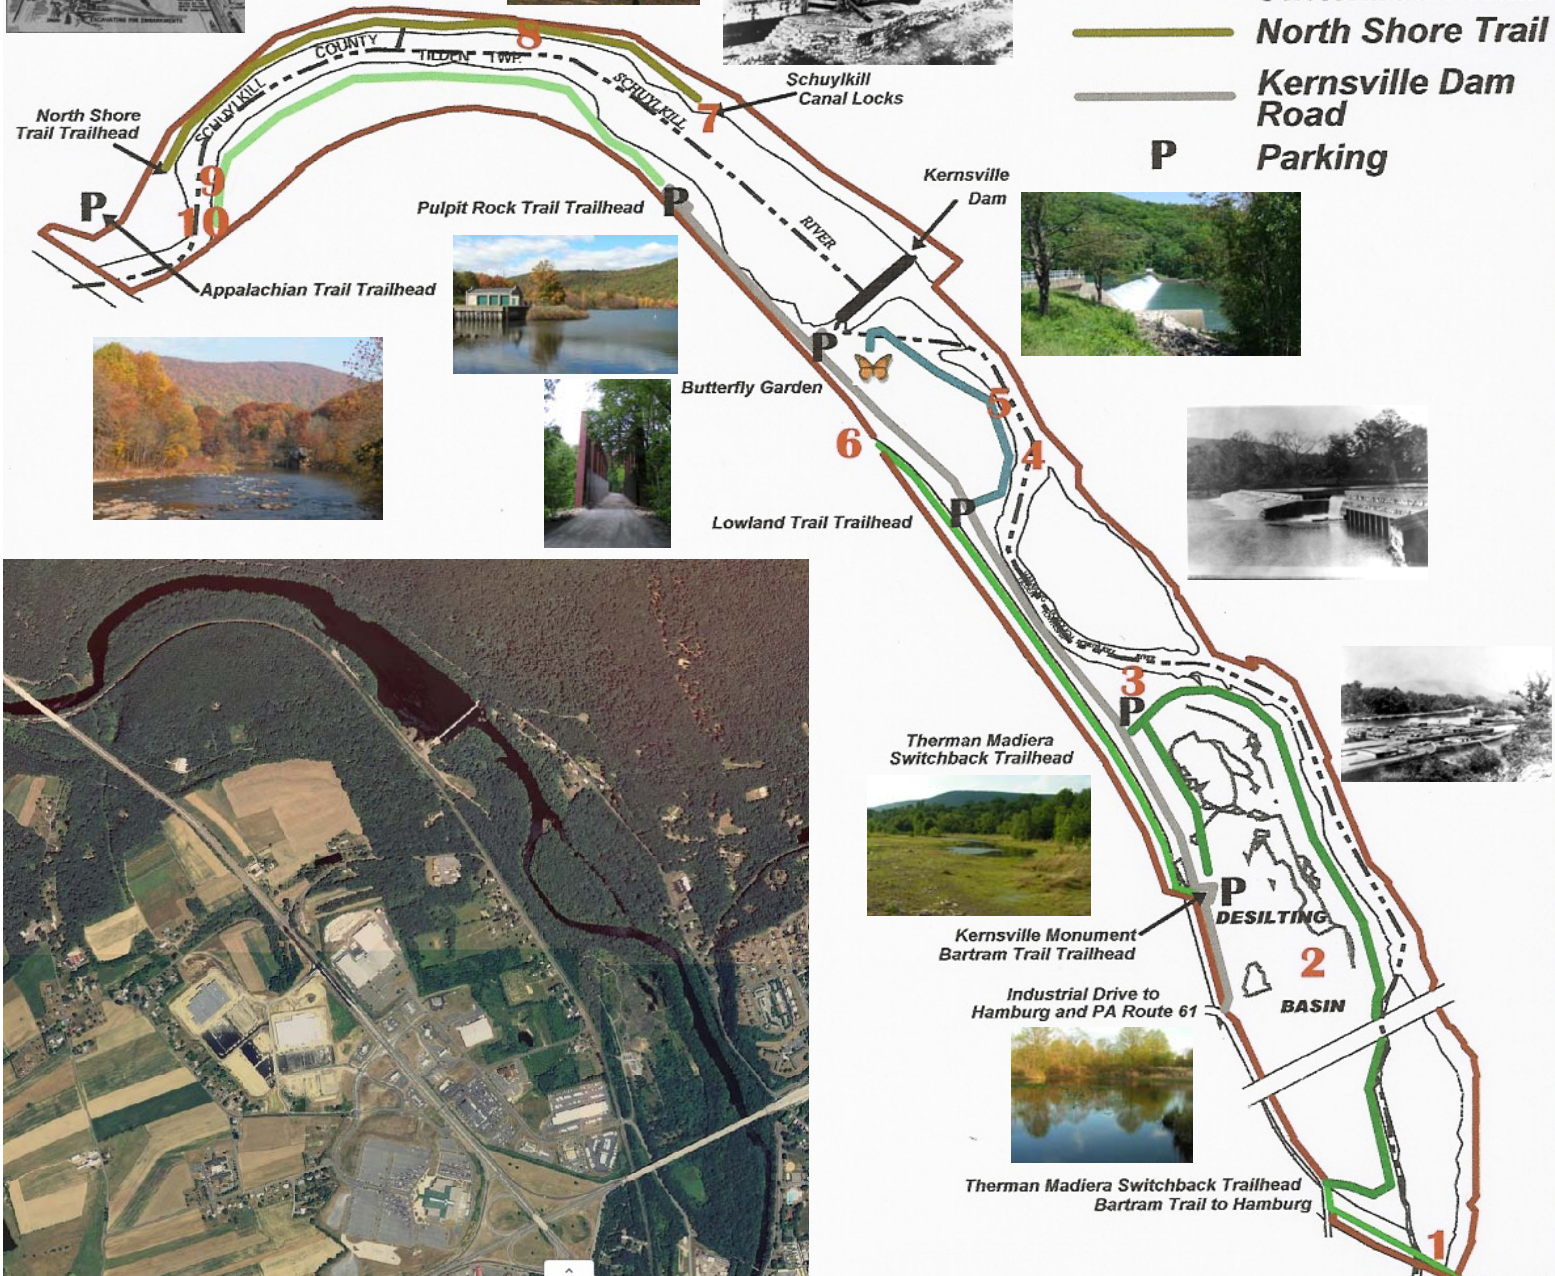 EXCAVATING FOR EMBANKMENTS
North Shore Trail
Kernsville Dam
Road
P Parking
8
COUNTY
TILDEN TWP.
SCHUYLKILL
SCHUYLKILL
RIVER
Schuylkill
Canal Locks
7
North Shore
Trail Trailhead
9
10
P
Appalachian Trail Trailhead
Pulpit Rock Trail Trailhead
P
Kernsville
Dam
P
Butterfly Garden
5
6
4
Lowland Trail Trailhead
P
3
P
Therman Madiera
Switchback Trailhead
P
DESILTING
2
BASIN
Kernsville Monument
Bartram Trail Trailhead
Industrial Drive to
Hamburg and PA Route 61
Therman Madiera Switchback Trailhead
Bartram Trail to Hamburg
1